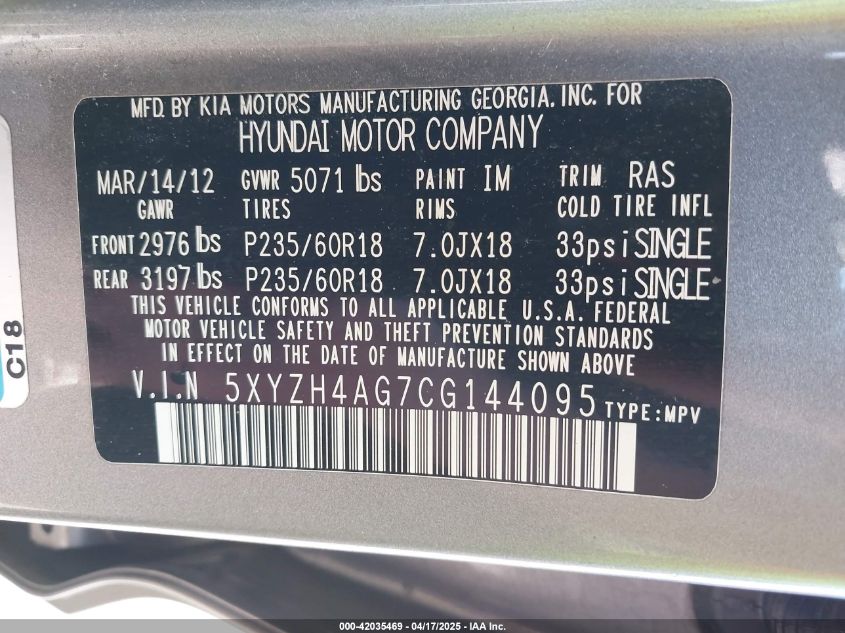 MFD. BY KIA MOTORS MANUFACTURING GEORGIA. INC. FOR
HYUNDAI MOTOR COMPANY
MAR/14/12 GVWR 5071 lbs PAINT IM TRIM RAS
GAWR TIRES RIMS COLD TIRE INFL
FRONT 2976 lbs P235/60R18 7.0JX18 33psi SINGLE
REAR 3197 lbs P235/60R18 7.0JX18 33psi SINGLE
THIS VEHICLE CONFORMS TO ALL APPLICABLE U.S.A. FEDERAL
MOTOR VEHICLE SAFETY AND THEFT PREVENTION STANDARDS
IN EFFECT ON THE DATE OF MANUFACTURE SHOWN ABOVE
V.I.N 5XYZH4AG7CG144095 TYPE:MPV
C18
000-42035469 - 04/17/2025 - IAA Inc.